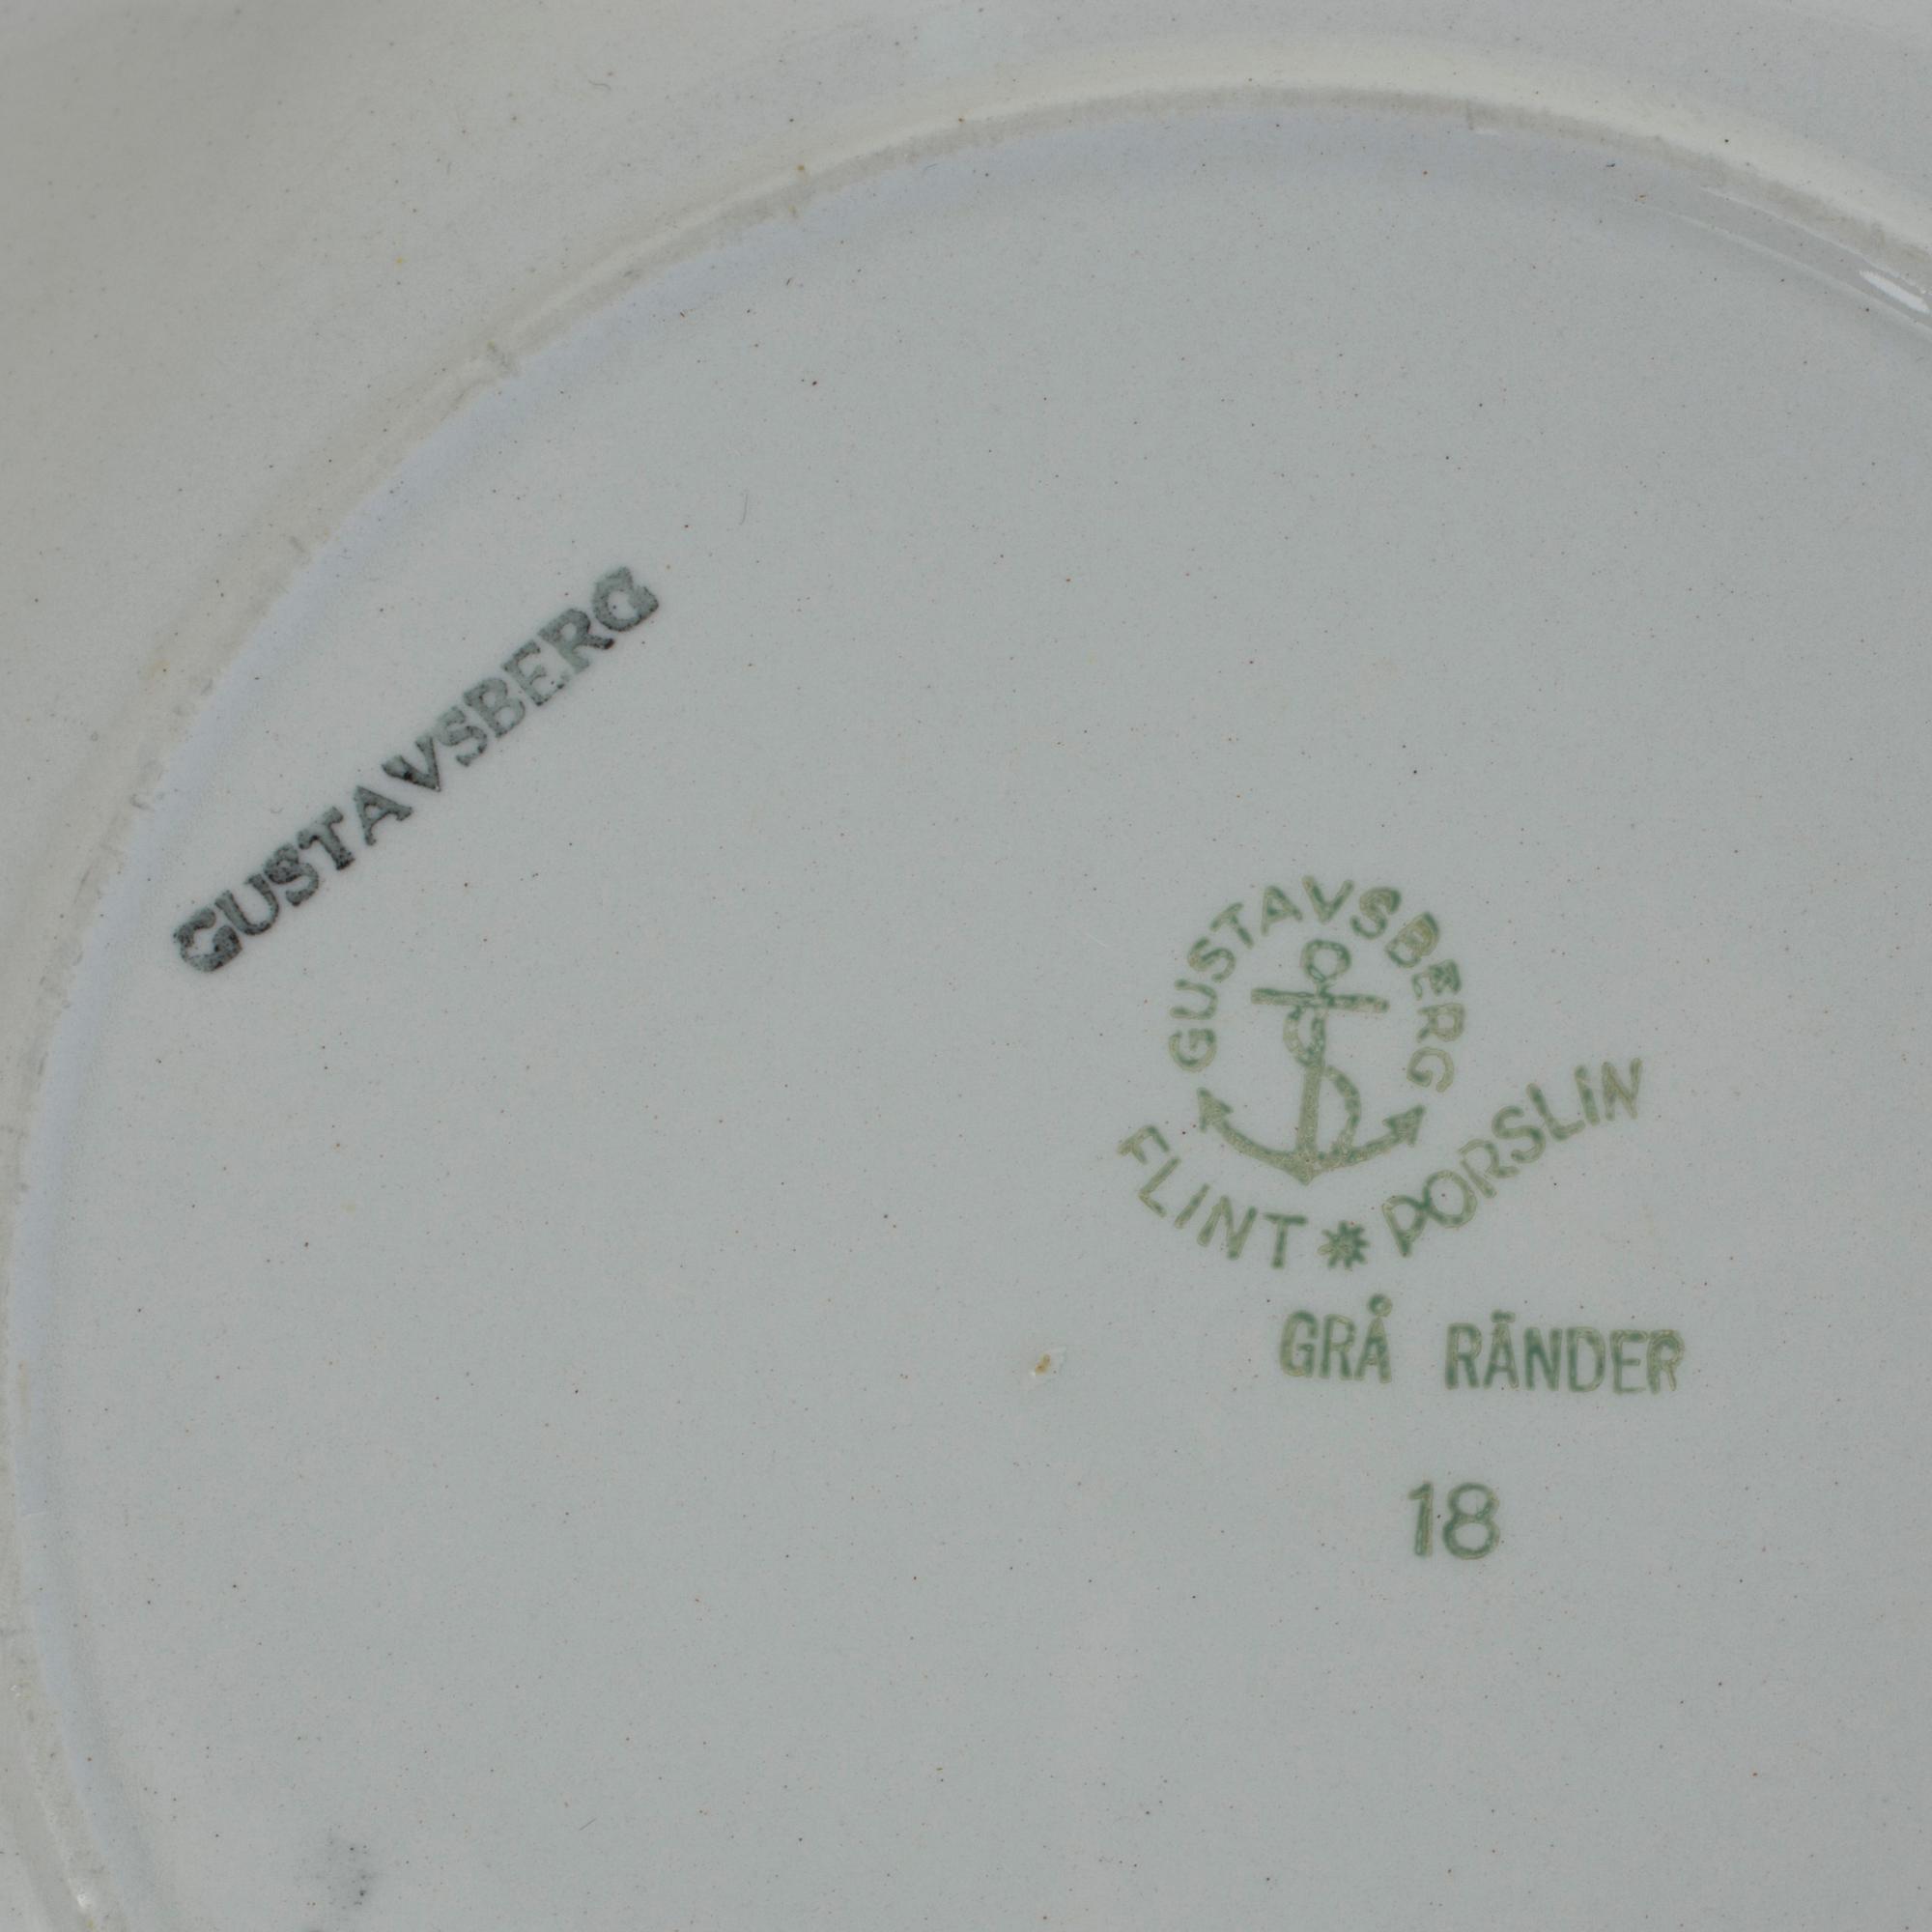 GUSTAVSBERG
GUSTAVSBERG
FLINT * PORSLIN
GRÅ RÄNDER
18